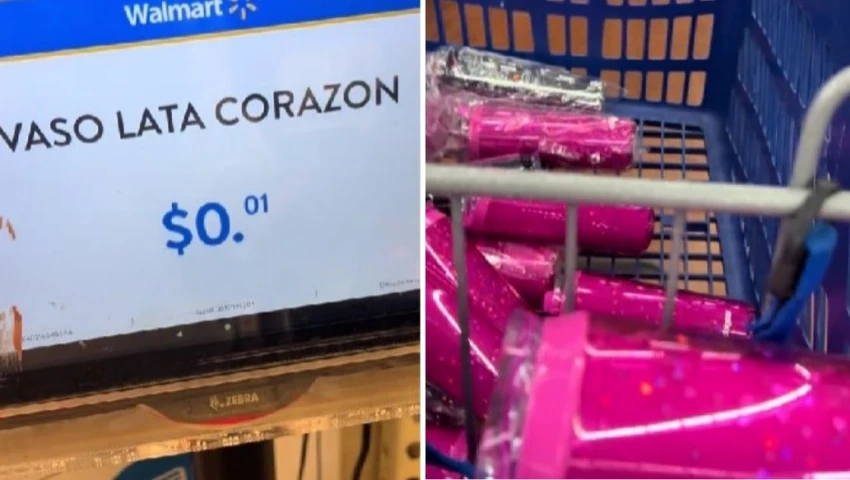 Walmart
VASO LATA CORAZON
$0.01
ZEBRA